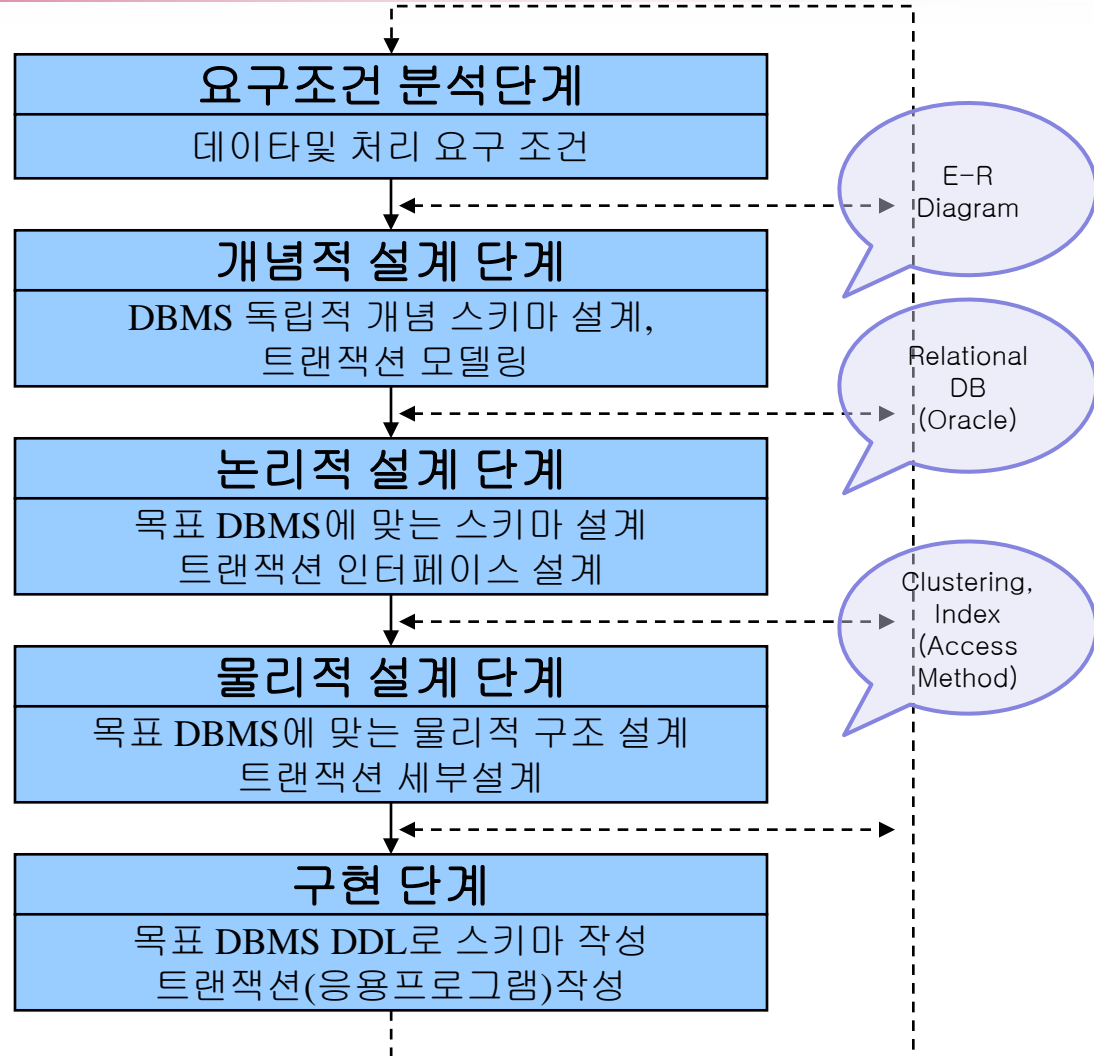 요구조건 분석단계
데이타및 처리 요구 조건
E-R
Diagram
개념적 설계 단계
DBMS 독립적 개념 스키마 설계,
트랜잭션 모델링
Relational
DB
(Oracle)
논리적 설계 단계
목표 DBMS에 맞는 스키마 설계
트랜잭션 인터페이스 설계
Clustering,
Index
(Access
Method)
물리적 설계 단계
목표 DBMS에 맞는 물리적 구조 설계
트랜잭션 세부설계
구현 단계
목표 DBMS DDL로 스키마 작성
트랜잭션(응용프로그램)작성